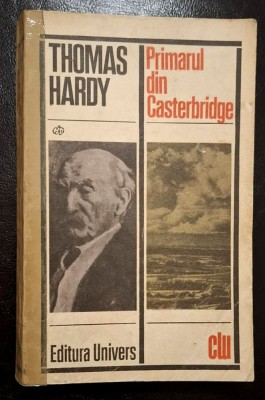 THOMAS
HARDY
Primarul
din
Casterbridge
Editura Univers
clu